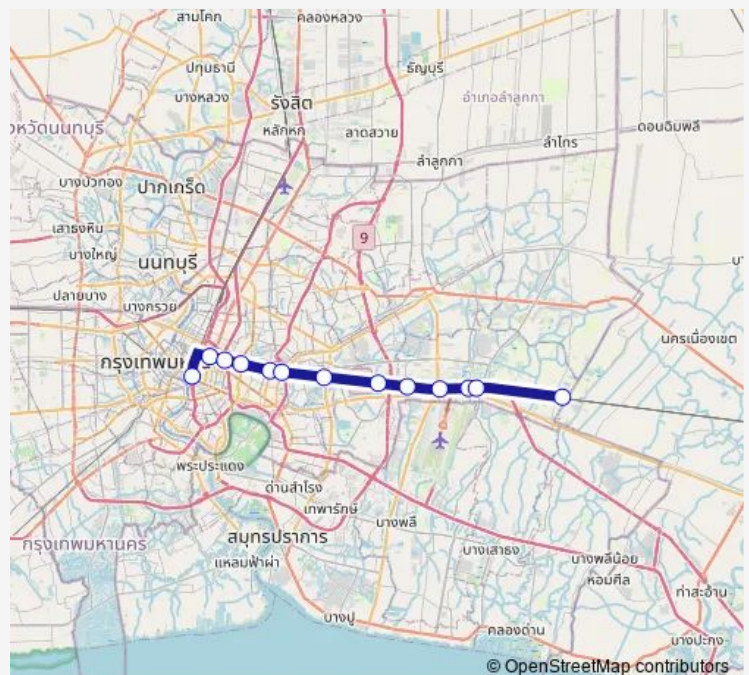 สามโคก
คลองหลวง
ปทุมธานี
ธัญบุรี
บางหลวง
รังสิต
อำเภอลำลูกกา
หลักหก
ลาดสวาย
ดอนฉิมพลี
จังหวัดนนทบุรี
ลำไทร
ลำลูกกา
บางบัวทอง
ปากเกร็ด
เสาธงหิน
9
บางใหญ่
นนทบุรี
ปลายบาง
บางกรวย
นครเนื่องเขต
กรุงเทพม
พระประแดง
ด่านสำโรง
เทพารักษ์
บางพลี
กรุงเทพมหานคร
สมุทรปราการ
แหลมฟ้าผ่า
บางเสาธง
บางพลีน้อย
หอมศีล
ท่าสะอ้าน
บางปู
คลองด่าน
บางปะกง
© OpenStreetMap contributors